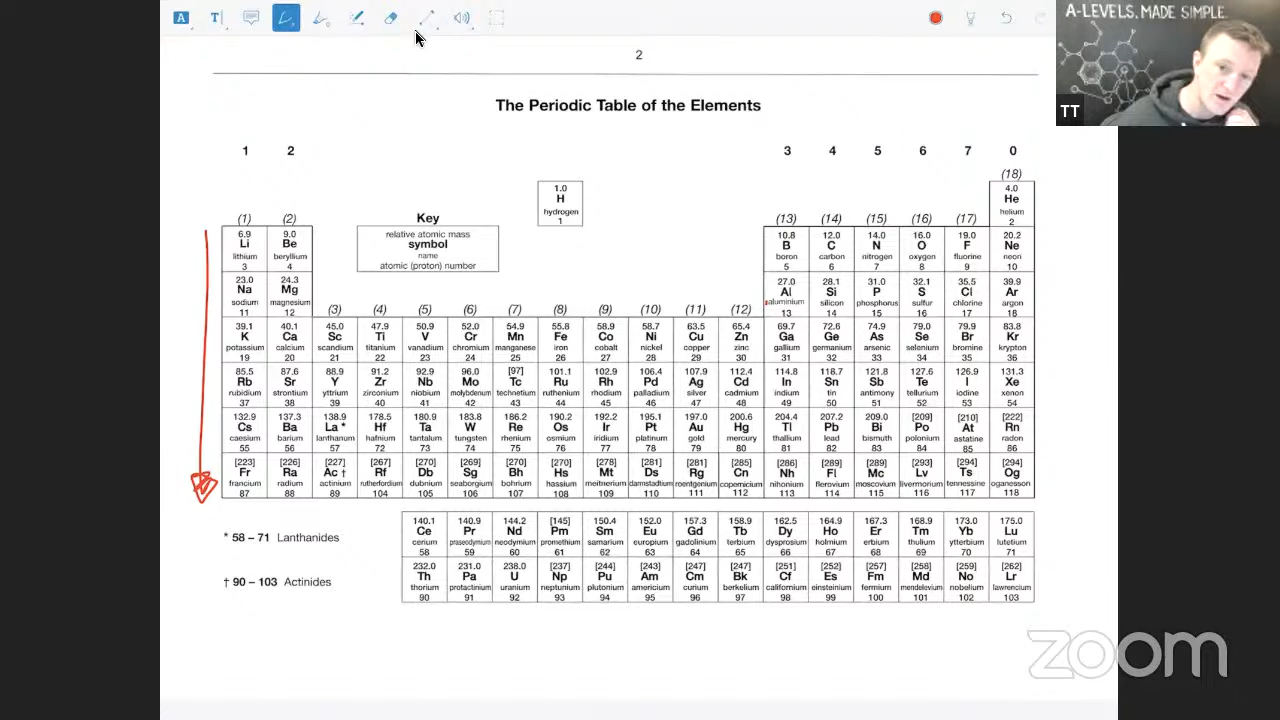 A T
A-LEVELS. MADE SIMPLE.
TT
2
The Periodic Table of the Elements
1 2 3 4 5 6 7 0
(18)
1.0 4.0
H He
hydrogen helium
1 2
(1) (2) Key (13) (14) (15) (16) (17)
6.9 9.0 relative atomic mass 10.8 12.0 14.0 16.0 19.0 20.2
Li Be symbol B C N O F Ne
lithium beryllium name boron carbon nitrogen oxygen fluorine neon
3 4 atomic (proton) number 5 6 7 8 9 10
23.0 24.3 27.0 28.1 31.0 32.1 35.5 39.9
Na Mg Al Si P S Cl Ar
sodium magnesium aluminium silicon phosphorus sulfur chlorine argon
11 12 (3) (4) (5) (6) (7) (8) (9) (10) (11) (12) 13 14 15 16 17 18
39.1 40.1 45.0 47.9 50.9 52.0 54.9 55.8 58.9 58.7 63.5 65.4 69.7 72.6 74.9 79.0 79.9 83.8
K Ca Sc Ti V Cr Mn Fe Co Ni Cu Zn Ga Ge As Se Br Kr
potassium calcium scandium titanium vanadium chromium manganese iron cobalt nickel copper zinc gallium germanium arsenic selenium bromine krypton
19 20 21 22 23 24 25 26 27 28 29 30 31 32 33 34 35 36
85.5 87.6 88.9 91.2 92.9 96.0 [97] 101.1 102.9 106.4 107.9 112.4 114.8 118.7 121.8 127.6 126.9 131.3
Rb Sr Y Zr Nb Mo Tc Ru Rh Pd Ag Cd In Sn Sb Te I Xe
rubidium strontium yttrium zirconium niobium molybdenum technetium ruthenium rhodium palladium silver cadmium indium tin antimony tellurium iodine xenon
37 38 39 40 41 42 43 44 45 46 47 48 49 50 51 52 53 54
132.9 137.3 138.9 178.5 180.9 183.8 186.2 190.2 192.2 195.1 197.0 200.6 204.4 207.2 209.0 [209] [210] [222]
Cs Ba La * Hf Ta W Re Os Ir Pt Au Hg Tl Pb Bi Po At Rn
caesium barium lanthanum hafnium tantalum tungsten rhenium osmium iridium platinum gold mercury thallium lead bismuth polonium astatine radon
55 56 57 72 73 74 75 76 77 78 79 80 81 82 83 84 85 86
[223] [226] [227] [267] [270] [269] [270] [270] [278] [281] [281] [285] [286] [289] [289] [293] [294] [294]
Fr Ra Ac † Rf Db Sg Bh Hs Mt Ds Rg Cn Nh Fl Mc Lv Ts Og
francium radium actinium rutherfordium dubnium seaborgium bohrium hassium meitnerium darmstadtium roentgenium copernicium nihonium flerovium moscovium livermorium tennessine oganesson
87 88 89 104 105 106 107 108 109 110 111 112 113 114 115 116 117 118
140.1 140.9 144.2 [145] 150.4 152.0 157.3 158.9 162.5 164.9 167.3 168.9 173.0 175.0
* 58 – 71 Lanthanides Ce Pr Nd Pm Sm Eu Gd Tb Dy Ho Er Tm Yb Lu
cerium praseodymium neodymium promethium samarium europium gadolinium terbium dysprosium holmium erbium thulium ytterbium lutetium
58 59 60 61 62 63 64 65 66 67 68 69 70 71
232.0 231.0 238.0 [237] [244] [243] [247] [247] [251] [252] [257] [258] [259] [262]
† 90 – 103 Actinides Th Pa U Np Pu Am Cm Bk Cf Es Fm Md No Lr
thorium protactinium uranium neptunium plutonium americium curium berkelium californium einsteinium fermium mendelevium nobelium lawrencium
90 91 92 93 94 95 96 97 98 99 100 101 102 103
zoom